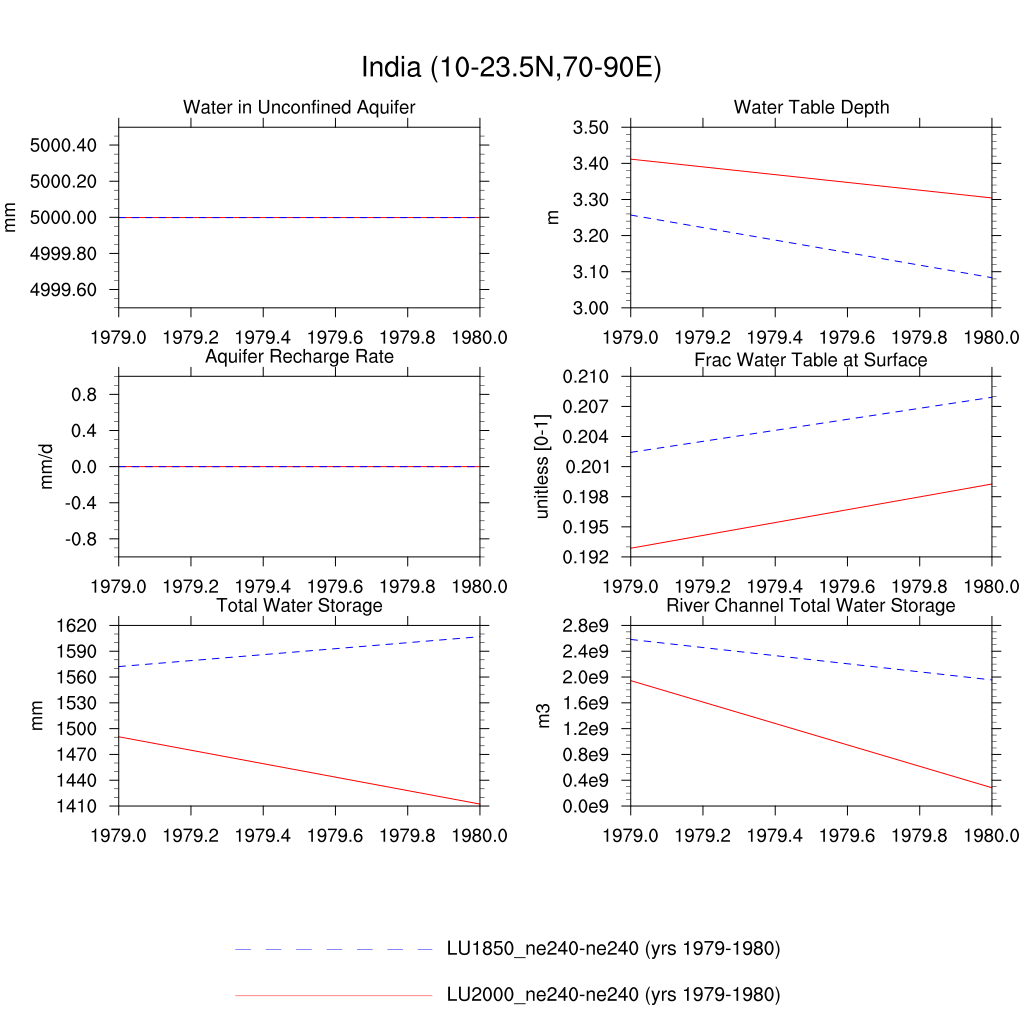 India (10-23.5N,70-90E)
Water in Unconfined Aquifer
mm
5000.40
5000.20
5000.00
4999.80
4999.60
1979.0 1979.2 1979.4 1979.6 1979.8 1980.0
Water Table Depth
m
3.50
3.40
3.30
3.20
3.10
3.00
1979.0 1979.2 1979.4 1979.6 1979.8 1980.0
Aquifer Recharge Rate
mm/d
0.8
0.4
0.0
-0.4
-0.8
1979.0 1979.2 1979.4 1979.6 1979.8 1980.0
Frac Water Table at Surface
unitless [0-1]
0.210
0.207
0.204
0.201
0.198
0.195
0.192
1979.0 1979.2 1979.4 1979.6 1979.8 1980.0
Total Water Storage
mm
1620
1590
1560
1530
1500
1470
1440
1410
1979.0 1979.2 1979.4 1979.6 1979.8 1980.0
River Channel Total Water Storage
m3
2.8e9
2.4e9
2.0e9
1.6e9
1.2e9
0.8e9
0.4e9
0.0e9
1979.0 1979.2 1979.4 1979.6 1979.8 1980.0
LU1850_ne240-ne240 (yrs 1979-1980)
LU2000_ne240-ne240 (yrs 1979-1980)